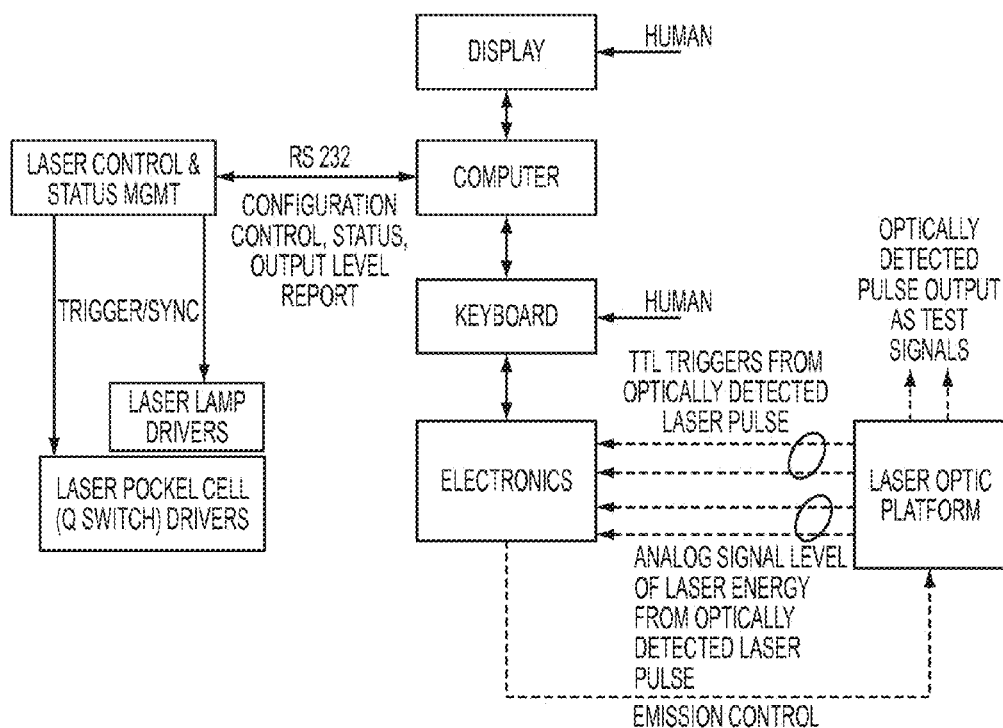 DISPLAY
HUMAN
LASER CONTROL &
STATUS MGMT
RS 232
COMPUTER
CONFIGURATION
CONTROL, STATUS,
OUTPUT LEVEL
REPORT
TRIGGER/SYNC
KEYBOARD
HUMAN
OPTICALLY
DETECTED
PULSE OUTPUT
AS TEST
SIGNALS
LASER LAMP
DRIVERS
TTL TRIGGERS FROM
OPTICALLY DETECTED
LASER PULSE
LASER POCKEL CELL
(Q SWITCH) DRIVERS
ELECTRONICS
LASER OPTIC
PLATFORM
ANALOG SIGNAL LEVEL
OF LASER ENERGY
FROM OPTICALLY
DETECTED LASER
PULSE
EMISSION CONTROL